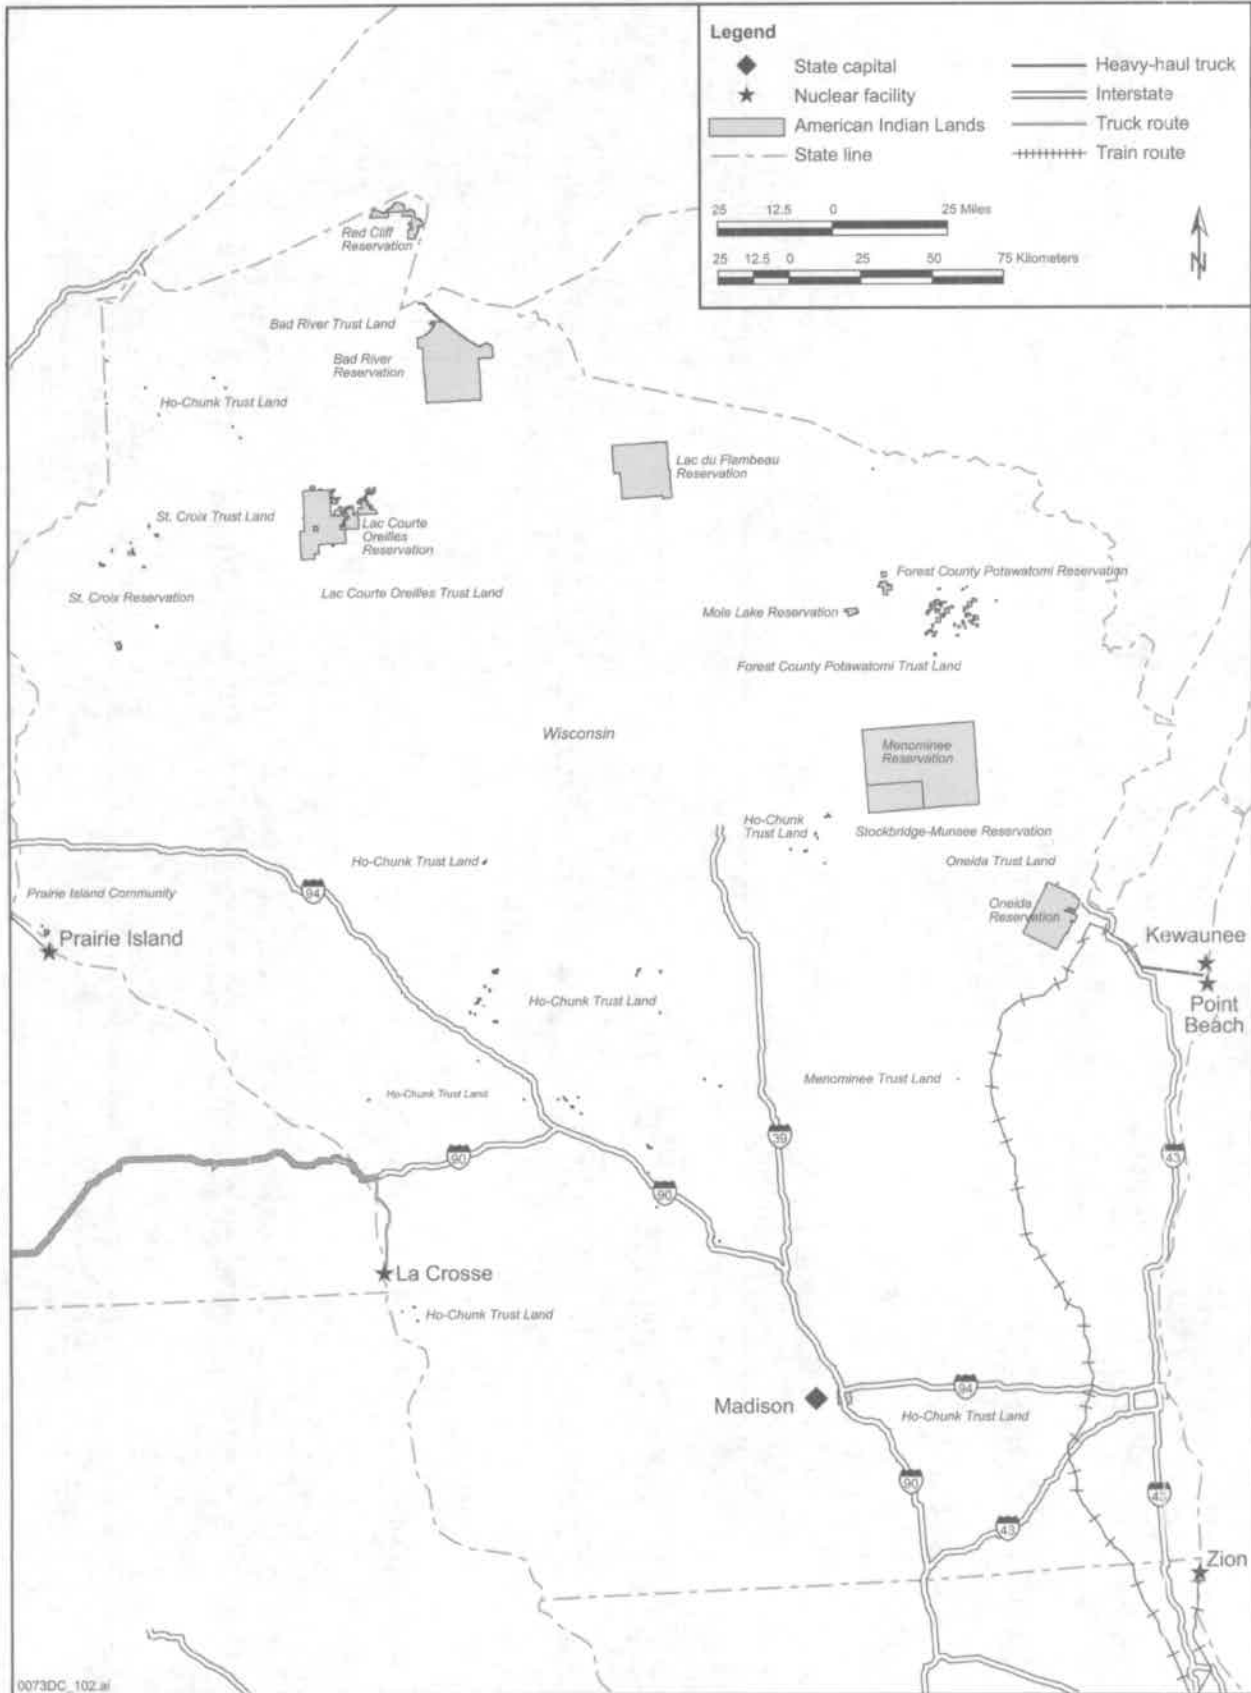 Legend
State capital
Nuclear facility
American Indian Lands
State line
Heavy-haul truck
Interstate
Truck route
Train route
25 12.5 0 25 Miles
25 12.5 0 25 50 75 Kilometers
N
Red Cliff
Reservation
Bad River Trust Land
Bad River
Reservation
Ho-Chunk Trust Land
Lac du Flambeau
Reservation
St. Croix Trust Land
Lac Courte
Oreilles
Reservation
St. Croix Reservation
Lac Courte Oreilles Trust Land
Forest County Potawatomi Reservation
Mole Lake Reservation
Forest County Potawatomi Trust Land
Wisconsin
Menominee
Reservation
Ho-Chunk
Trust Land
Stockbridge-Munsee Reservation
Oneida Trust Land
Ho-Chunk Trust Land
94
Prairie Island Community
Oneida
Reservation
Prairie Island
Kewaunee
Point
Beach
Ho-Chunk Trust Land
Menominee Trust Land
Ho-Chunk Trust Land
39
90
43
90
La Crosse
Ho-Chunk Trust Land
94
Madison
Ho-Chunk Trust Land
90
43
43
Zion
0073DC_102.ai